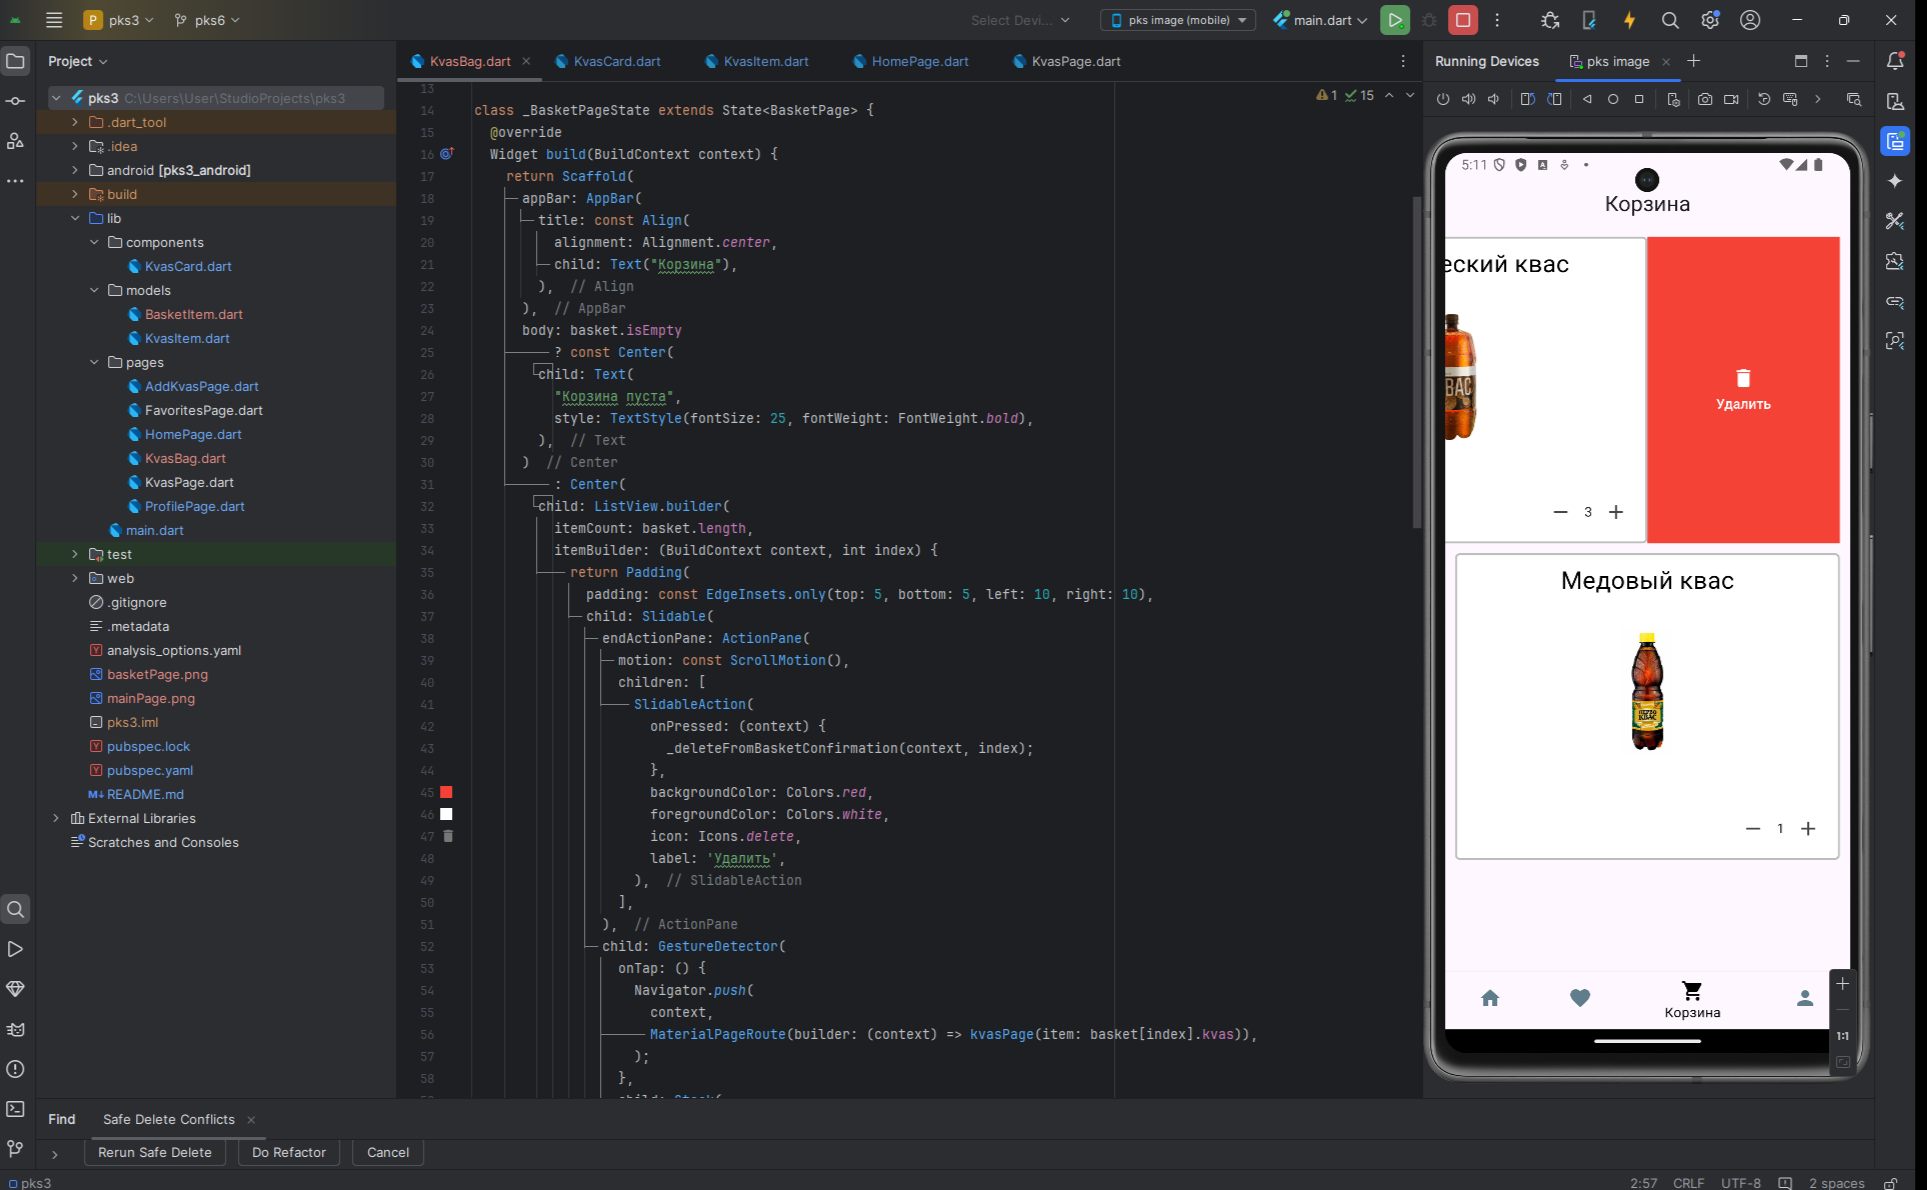 P pks3 pks6 Select Devi... pks image (mobile) main.dart
Project
pks3 C:\Users\User\StudioProjects\pks3
.dart_tool
.idea
android [pks3_android]
build
lib
components
KvasCard.dart
models
BasketItem.dart
KvasItem.dart
pages
AddKvasPage.dart
FavoritesPage.dart
HomePage.dart
KvasBag.dart
KvasPage.dart
ProfilePage.dart
main.dart
test
web
.gitignore
.metadata
analysis_options.yaml
basketPage.png
mainPage.png
pks3.iml
pubspec.lock
pubspec.yaml
README.md
External Libraries
Scratches and Consoles
KvasBag.dart KvasCard.dart KvasItem.dart HomePage.dart KvasPage.dart
1 15
13
14 class _BasketPageState extends State<BasketPage> {
15 @override
16 Widget build(BuildContext context) {
17 return Scaffold(
18 appBar: AppBar(
19 title: const Align(
20 alignment: Alignment.center,
21 child: Text("Корзина"),
22 ), // Align
23 ), // AppBar
24 body: basket.isEmpty
25 ? const Center(
26 child: Text(
27 "Корзина пуста",
28 style: TextStyle(fontSize: 25, fontWeight: FontWeight.bold),
29 ), // Text
30 ) // Center
31 : Center(
32 child: ListView.builder(
33 itemCount: basket.length,
34 itemBuilder: (BuildContext context, int index) {
35 return Padding(
36 padding: const EdgeInsets.only(top: 5, bottom: 5, left: 10, right: 10),
37 child: Slidable(
38 endActionPane: ActionPane(
39 motion: const ScrollMotion(),
40 children: [
41 SlidableAction(
42 onPressed: (context) {
43 _deleteFromBasketConfirmation(context, index);
44 },
45 backgroundColor: Colors.red,
46 foregroundColor: Colors.white,
47 icon: Icons.delete,
48 label: 'Удалить',
49 ), // SlidableAction
50 ],
51 ), // ActionPane
52 child: GestureDetector(
53 onTap: () {
54 Navigator.push(
55 context,
56 MaterialPageRoute(builder: (context) => kvasPage(item: basket[index].kvas)),
57 );
58 },
Running Devices pks image
5:11
Корзина
еский квас
КВАС
Удалить
3
Медовый квас
1
Корзина
1:1
Find Safe Delete Conflicts
Rerun Safe Delete Do Refactor Cancel
pks3
2:57 CRLF UTF-8 2 spaces